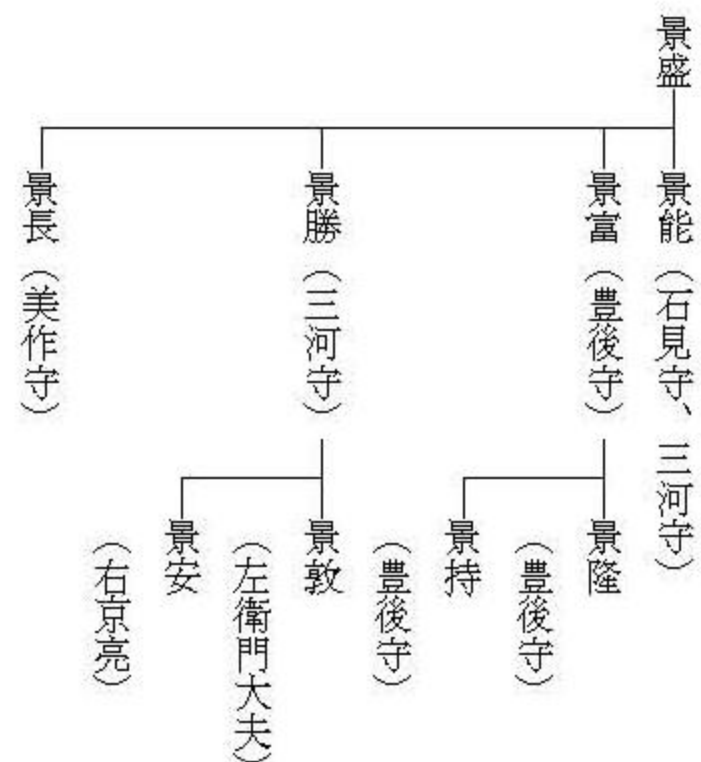 景盛
景能（石見守、三河守）
景富（豊後守）
景勝（三河守）
景長（美作守）
景隆
（豊後守）
景持
（豊後守）
景敦
（左衛門大夫）
景安
（右京亮）